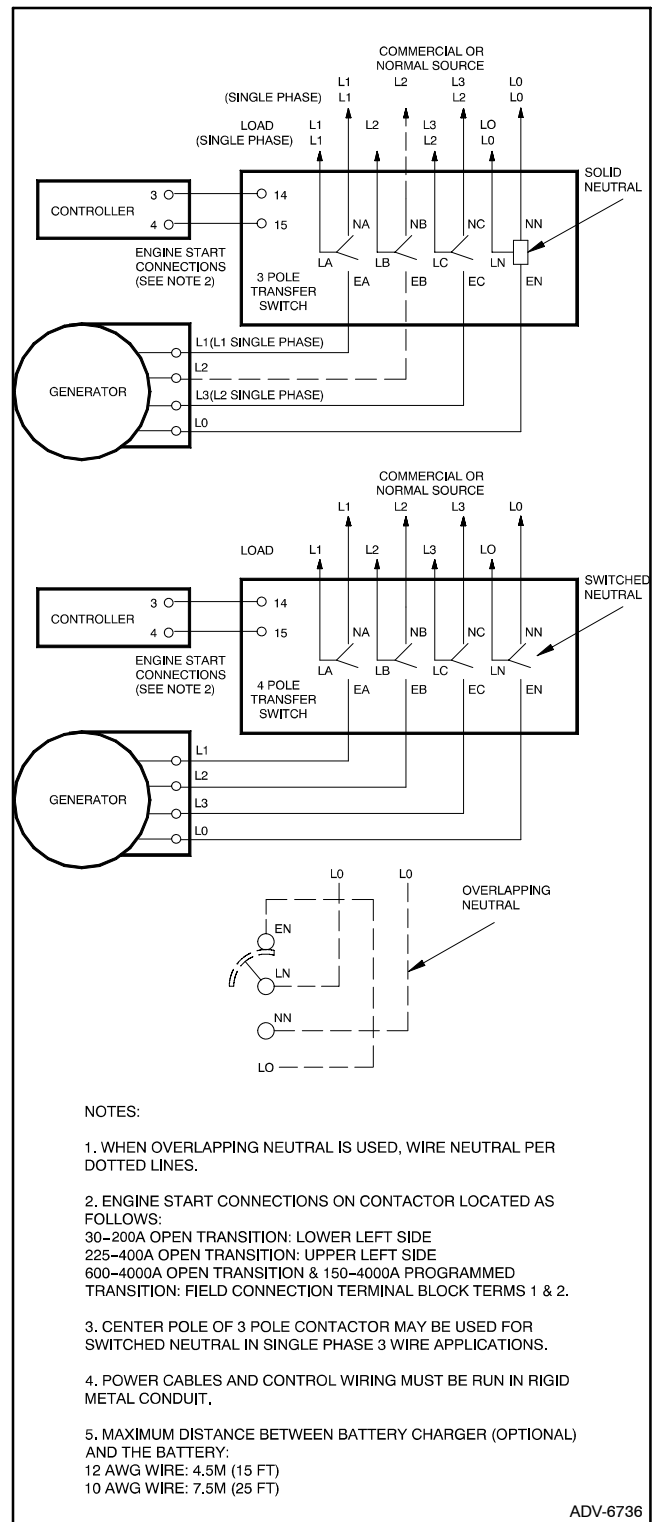 COMMERCIAL OR
NORMAL SOURCE
L1 L2 L3 L0
(SINGLE PHASE) L1 L2 L0
LOAD L1 L2 L3 LO
(SINGLE PHASE) L1 L2 L0
SOLID
NEUTRAL
CONTROLLER
3 14
4 15
ENGINE START
CONNECTIONS
(SEE NOTE 2)
NA NB NC NN
LA LB LC LN
EA EB EC EN
3 POLE
TRANSFER
SWITCH
GENERATOR
L1(L1 SINGLE PHASE)
L2
L3(L2 SINGLE PHASE)
L0
COMMERCIAL OR
NORMAL SOURCE
L1 L2 L3 L0
LOAD L1 L2 L3 LO
SWITCHED
NEUTRAL
CONTROLLER
3 14
4 15
ENGINE START
CONNECTIONS
(SEE NOTE 2)
NA NB NC NN
LA LB LC LN
EA EB EC EN
4 POLE
TRANSFER
SWITCH
GENERATOR
L1
L2
L3
L0
L0 L0
OVERLAPPING
NEUTRAL
EN
LN
NN
LO
NOTES:
1. WHEN OVERLAPPING NEUTRAL IS USED, WIRE NEUTRAL PER
DOTTED LINES.
2. ENGINE START CONNECTIONS ON CONTACTOR LOCATED AS
FOLLOWS:
30-200A OPEN TRANSITION: LOWER LEFT SIDE
225-400A OPEN TRANSITION: UPPER LEFT SIDE
600-4000A OPEN TRANSITION & 150-4000A PROGRAMMED
TRANSITION: FIELD CONNECTION TERMINAL BLOCK TERMS 1 & 2.
3. CENTER POLE OF 3 POLE CONTACTOR MAY BE USED FOR
SWITCHED NEUTRAL IN SINGLE PHASE 3 WIRE APPLICATIONS.
4. POWER CABLES AND CONTROL WIRING MUST BE RUN IN RIGID
METAL CONDUIT.
5. MAXIMUM DISTANCE BETWEEN BATTERY CHARGER (OPTIONAL)
AND THE BATTERY:
12 AWG WIRE: 4.5M (15 FT)
10 AWG WIRE: 7.5M (25 FT)
ADV-6736